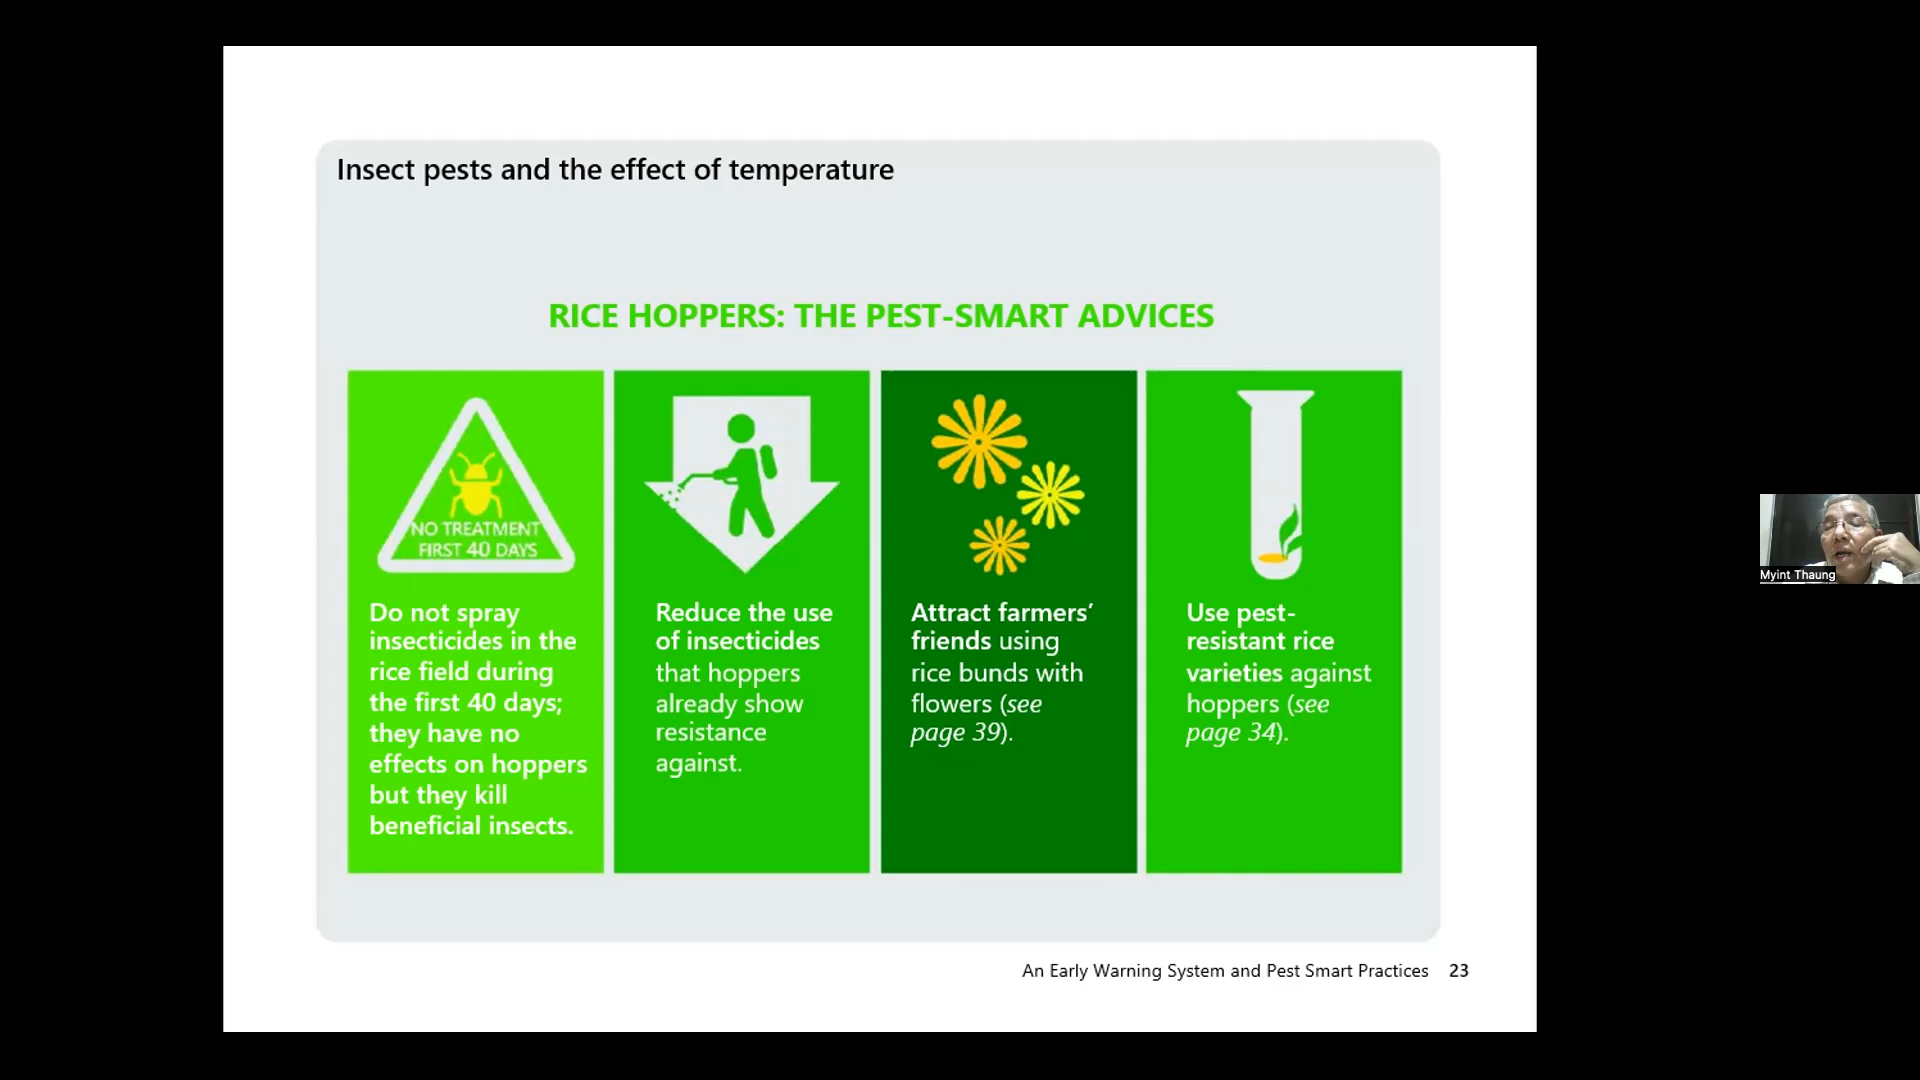 Insect pests and the effect of temperature
RICE HOPPERS: THE PEST-SMART ADVICES
NO TREATMENT
FIRST 40 DAYS
Do not spray
insecticides in the
rice field during
the first 40 days;
they have no
effects on hoppers
but they kill
beneficial insects.
Reduce the use
of insecticides
that hoppers
already show
resistance
against.
Attract farmers’
friends using
rice bunds with
flowers (see
page 39).
Use pest-
resistant rice
varieties against
hoppers (see
page 34).
An Early Warning System and Pest Smart Practices 23
Myint Thaung